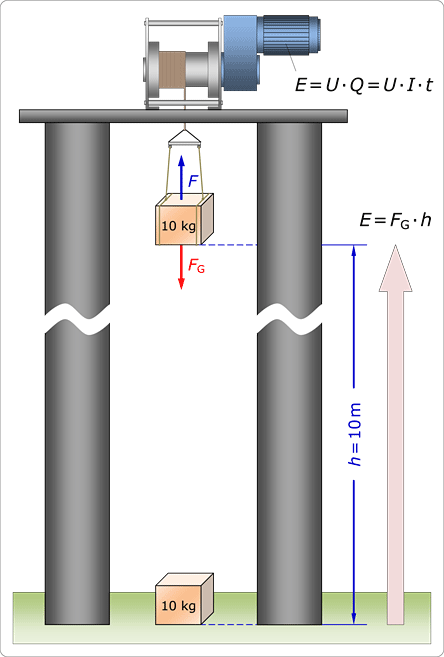 E = U · Q = U · I · t
F
10 kg
E = F_G · h
F_G
h = 10 m
10 kg